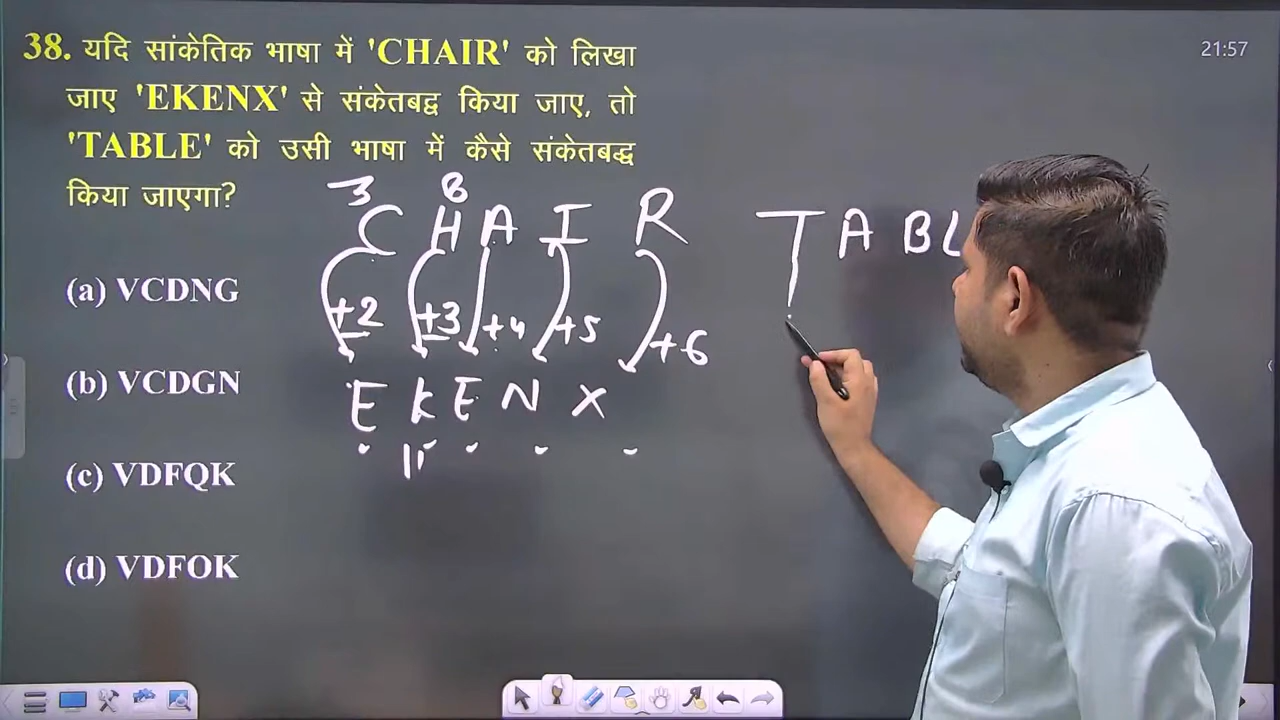 38. यदि सांकेतिक भाषा में 'CHAIR' को लिखा
जाए 'EKENX' से संकेतबद्व किया जाए, तो
'TABLE' को उसी भाषा में कैसे संकेतबद्ध
किया जाएगा?
21:57
3 8
C H A I R
+2 +3 +4 +5 +6
E K E N X
11
T A B L
(a) VCDNG
(b) VCDGN
(c) VDFQK
(d) VDFOK